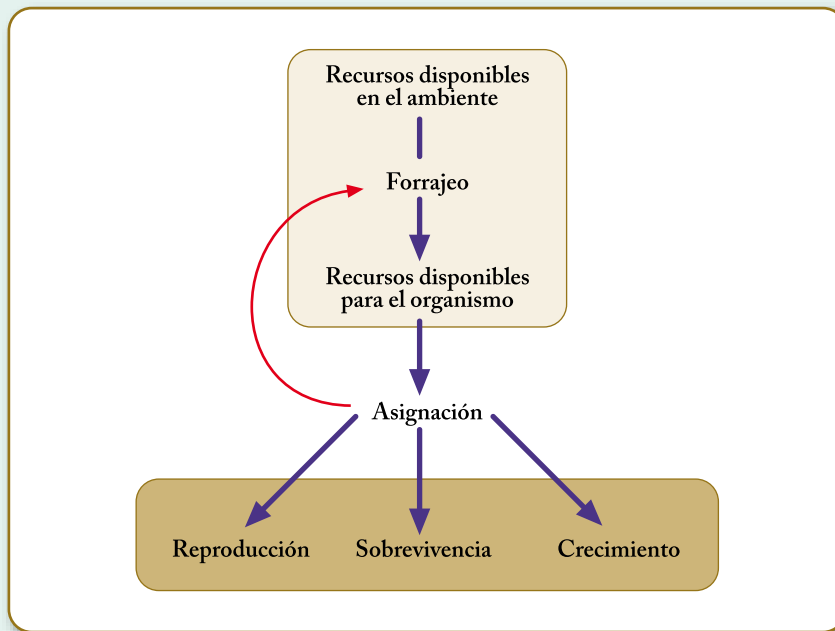 Recursos disponibles
en el ambiente
Forrajeo
Recursos disponibles
para el organismo
Asignación
Reproducción
Sobrevivencia
Crecimiento